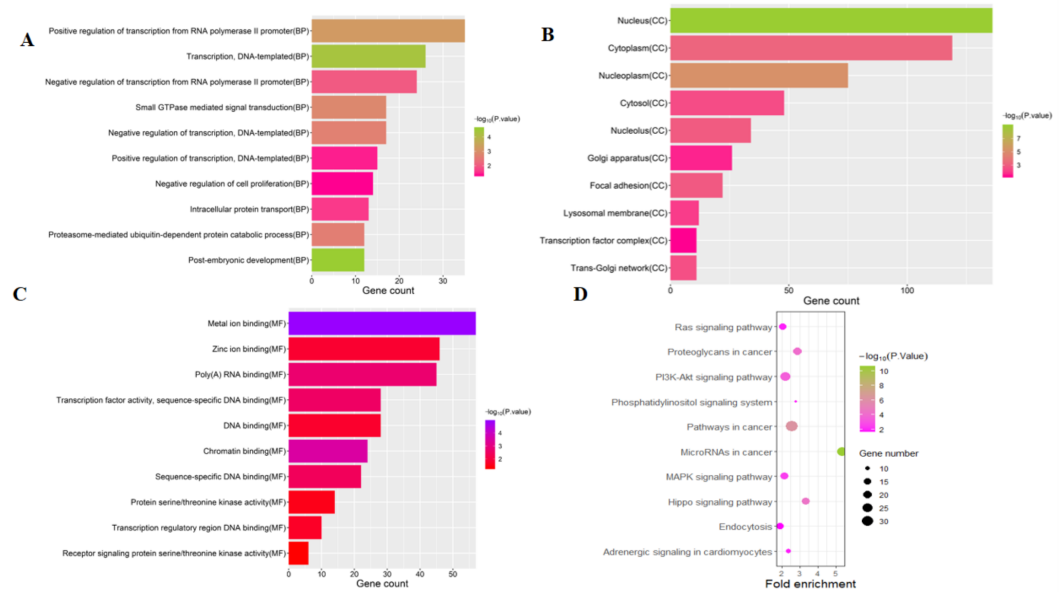 A
Positive regulation of transcription from RNA polymerase II promoter(BP)
Transcription, DNA-templated(BP)
Negative regulation of transcription from RNA polymerase II promoter(BP)
Small GTPase mediated signal transduction(BP)
Negative regulation of transcription, DNA-templated(BP)
Positive regulation of transcription, DNA-templated(BP)
Negative regulation of cell proliferation(BP)
Intracellular protein transport(BP)
Proteasome-mediated ubiquitin-dependent protein catabolic process(BP)
Post-embryonic development(BP)
0 10 20 30
Gene count
-log₁₀(P.value)
4
3
2
B
Nucleus(CC)
Cytoplasm(CC)
Nucleoplasm(CC)
Cytosol(CC)
Nucleolus(CC)
Golgi apparatus(CC)
Focal adhesion(CC)
Lysosomal membrane(CC)
Transcription factor complex(CC)
Trans-Golgi network(CC)
0 50 100
Gene count
-log₁₀(P.value)
7
5
3
C
Metal ion binding(MF)
Zinc ion binding(MF)
Poly(A) RNA binding(MF)
Transcription factor activity, sequence-specific DNA binding(MF)
DNA binding(MF)
Chromatin binding(MF)
Sequence-specific DNA binding(MF)
Protein serine/threonine kinase activity(MF)
Transcription regulatory region DNA binding(MF)
Receptor signaling protein serine/threonine kinase activity(MF)
0 10 20 30 40 50
Gene count
-log₁₀(P.value)
4
3
2
D
Ras signaling pathway
Proteoglycans in cancer
PI3K-Akt signaling pathway
Phosphatidylinositol signaling system
Pathways in cancer
MicroRNAs in cancer
MAPK signaling pathway
Hippo signaling pathway
Endocytosis
Adrenergic signaling in cardiomyocytes
2 3 4 5
Fold enrichment
−log₁₀(P.Value)
10
8
6
4
2
Gene number
10
15
20
25
30